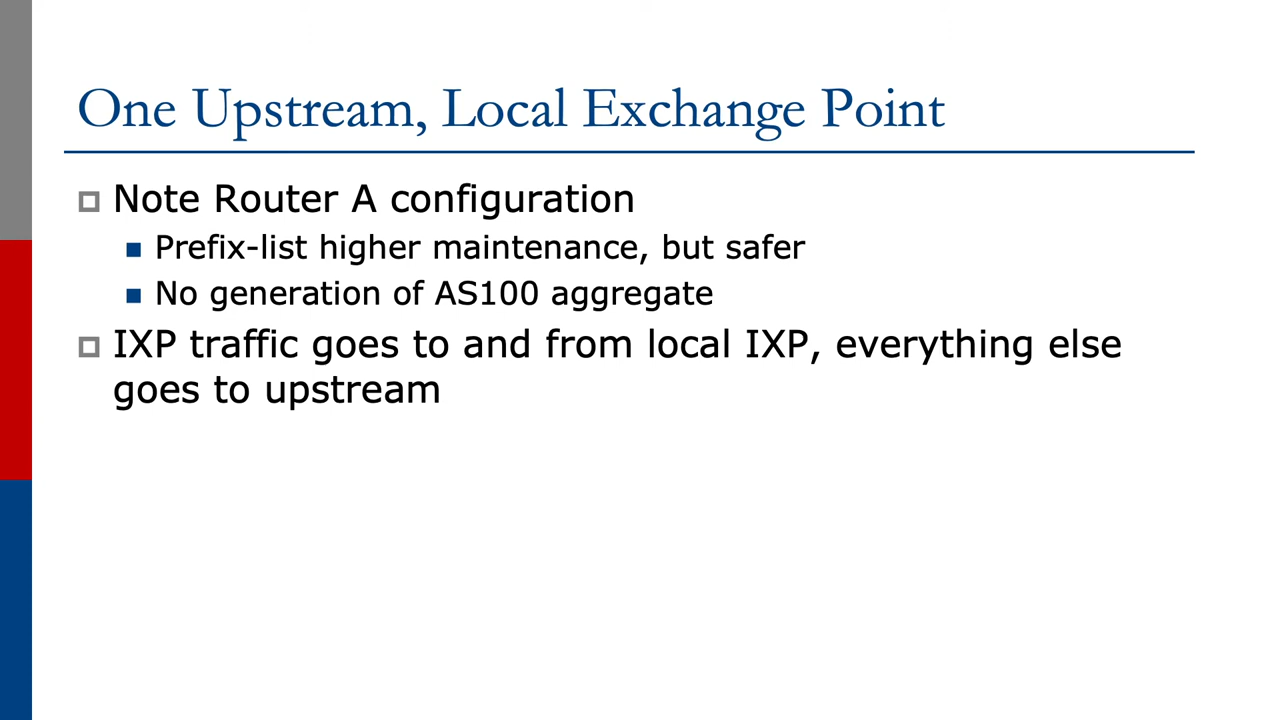 One Upstream, Local Exchange Point
Note Router A configuration
Prefix-list higher maintenance, but safer
No generation of AS100 aggregate
IXP traffic goes to and from local IXP, everything else
goes to upstream